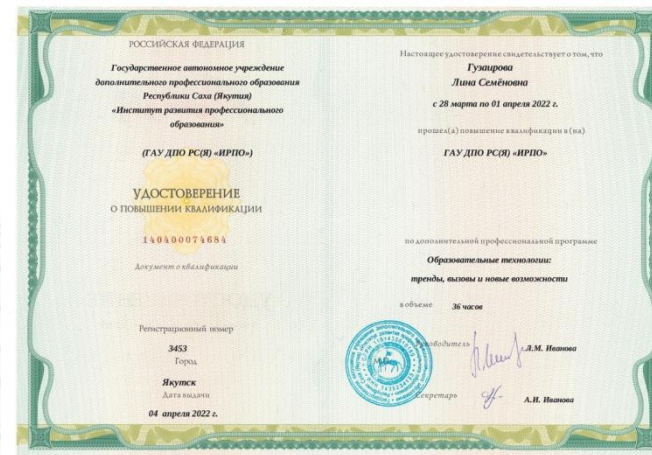 РОССИЙСКАЯ ФЕДЕРАЦИЯ
Государственное автономное учреждение
дополнительного профессионального образования
Республики Саха (Якутия)
«Институт развития профессионального
образования»
(ГАУ ДПО РС(Я) «ИРПО»)
УДОСТОВЕРЕНИЕ
О ПОВЫШЕНИИ КВАЛИФИКАЦИИ
140400074684
Документ о квалификации
Регистрационный номер
3453
Город
Якутск
Дата выдачи
04 апреля 2022 г.
Настоящее удостоверение свидетельствует о том, что
Гузаирова
Лина Семёновна
с 28 марта по 01 апреля 2022 г.
прошел(а) повышение квалификации в (на)
ГАУ ДПО РС(Я) «ИРПО»
по дополнительной профессиональной программе
Образовательные технологии:
тренды, вызовы и новые возможности
в объеме 36 часов
Руководитель Л.М. Иванова
Секретарь А.И. Иванова